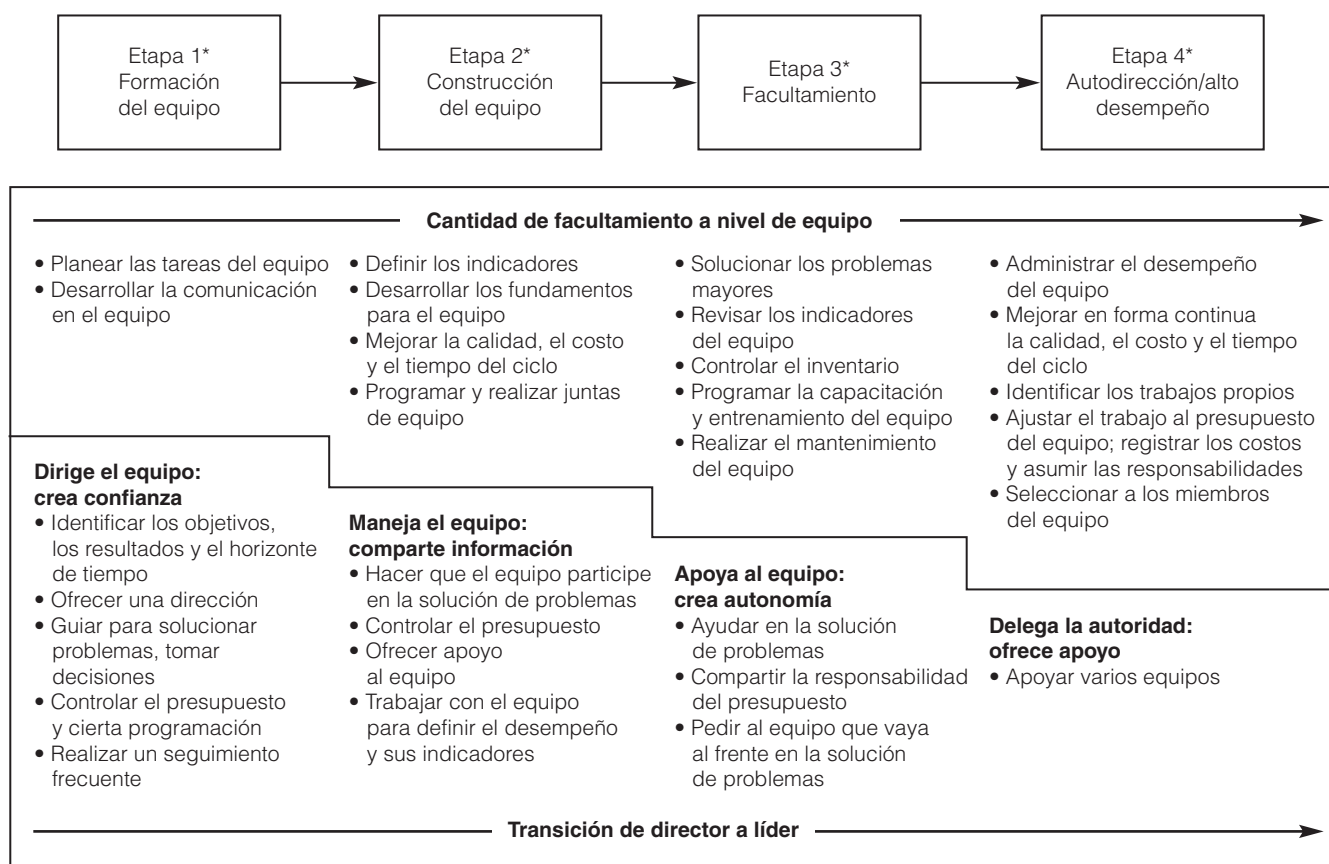 Etapa 1*
Formación
del equipo
Etapa 2*
Construcción
del equipo
Etapa 3*
Facultamiento
Etapa 4*
Autodirección/alto
desempeño
Cantidad de facultamiento a nivel de equipo
• Planear las tareas del equipo
• Desarrollar la comunicación
en el equipo
• Definir los indicadores
• Desarrollar los fundamentos
para el equipo
• Mejorar la calidad, el costo
y el tiempo del ciclo
• Programar y realizar juntas
de equipo
• Solucionar los problemas
mayores
• Revisar los indicadores
del equipo
• Controlar el inventario
• Programar la capacitación
y entrenamiento del equipo
• Realizar el mantenimiento
del equipo
• Administrar el desempeño
del equipo
• Mejorar en forma continua
la calidad, el costo y el tiempo
del ciclo
• Identificar los trabajos propios
• Ajustar el trabajo al presupuesto
del equipo; registrar los costos
y asumir las responsabilidades
• Seleccionar a los miembros
del equipo
Dirige el equipo:
crea confianza
• Identificar los objetivos,
los resultados y el horizonte
de tiempo
• Ofrecer una dirección
• Guiar para solucionar
problemas, tomar
decisiones
• Controlar el presupuesto
y cierta programación
• Realizar un seguimiento
frecuente
Maneja el equipo:
comparte información
• Hacer que el equipo participe
en la solución de problemas
• Controlar el presupuesto
• Ofrecer apoyo
al equipo
• Trabajar con el equipo
para definir el desempeño
y sus indicadores
Apoya al equipo:
crea autonomía
• Ayudar en la solución
de problemas
• Compartir la responsabilidad
del presupuesto
• Pedir al equipo que vaya
al frente en la solución
de problemas
Delega la autoridad:
ofrece apoyo
• Apoyar varios equipos
Transición de director a líder